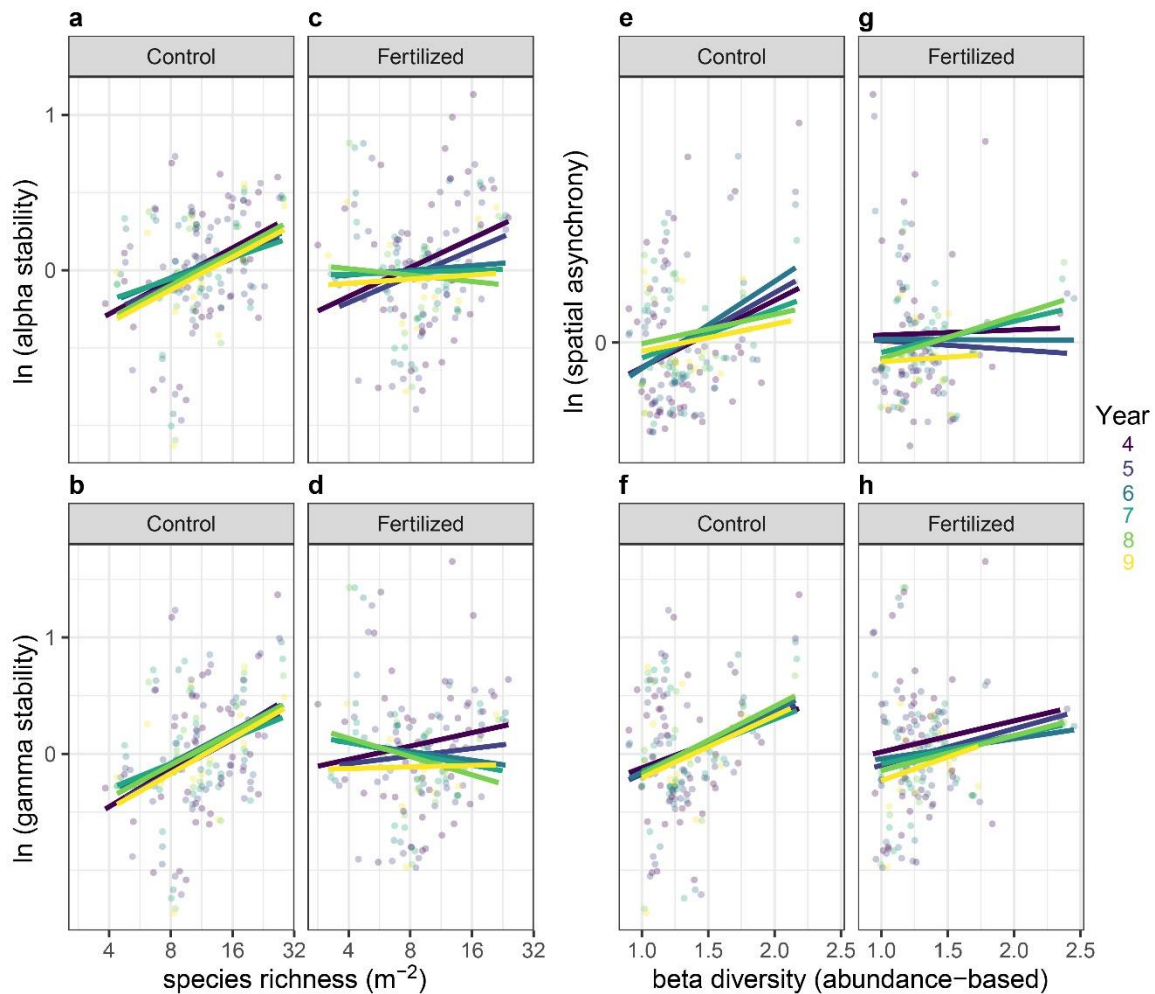 a
c
e
g
Control
Fertilized
Control
Fertilized
ln (alpha stability)
1
0
ln (spatial asynchrony)
0
Year
4
5
6
7
8
9
b
d
f
h
Control
Fertilized
Control
Fertilized
ln (gamma stability)
1
0
4 8 16 32
4 8 16 32
1.0 1.5 2.0 2.5
1.0 1.5 2.0 2.5
species richness (m⁻²)
beta diversity (abundance−based)